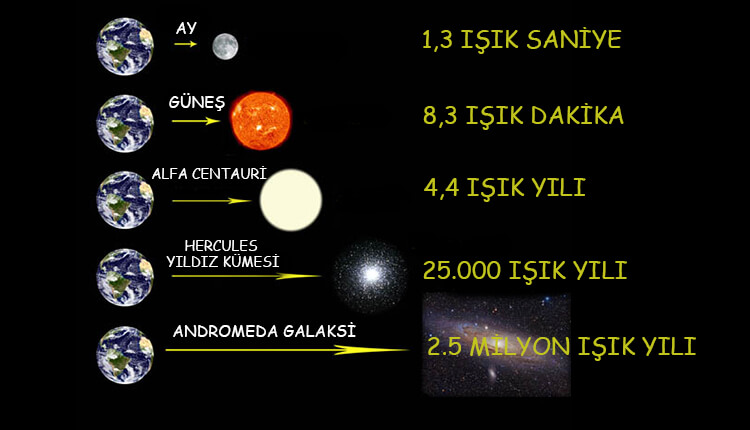 AY
1,3 IŞIK SANİYE
GÜNEŞ
8,3 IŞIK DAKİKA
ALFA CENTAURİ
4,4 IŞIK YILI
HERCULES
YILDIZ KÜMESİ
25.000 IŞIK YILI
ANDROMEDA GALAKSİ
2.5 MİLYON IŞIK YILI